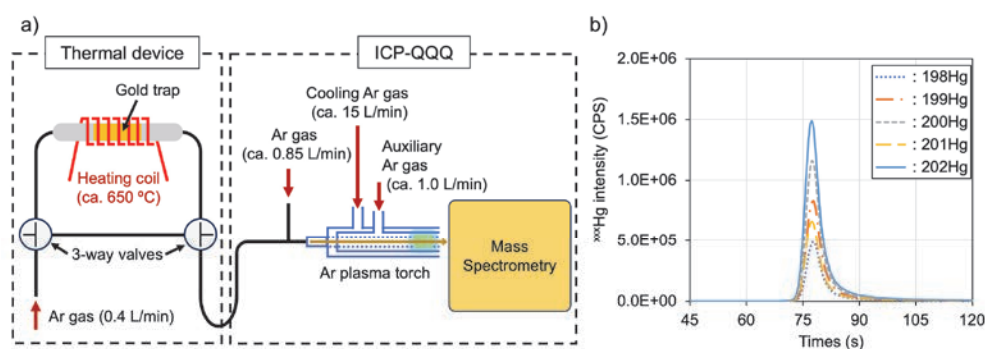 a)
Thermal device
Gold trap
Heating coil
(ca. 650 ºC)
3-way valves
Ar gas (0.4 L/min)
ICP-QQQ
Cooling Ar gas
(ca. 15 L/min)
Ar gas
(ca. 0.85 L/min)
Auxiliary
Ar gas
(ca. 1.0 L/min)
Ar plasma torch
Mass
Spectrometry
b)
xxxHg intensity (CPS)
2.0E+06
1.5E+06
1.0E+06
5.0E+05
0.0E+00
45
60
75
90
105
120
Times (s)
: 198Hg
: 199Hg
: 200Hg
: 201Hg
: 202Hg